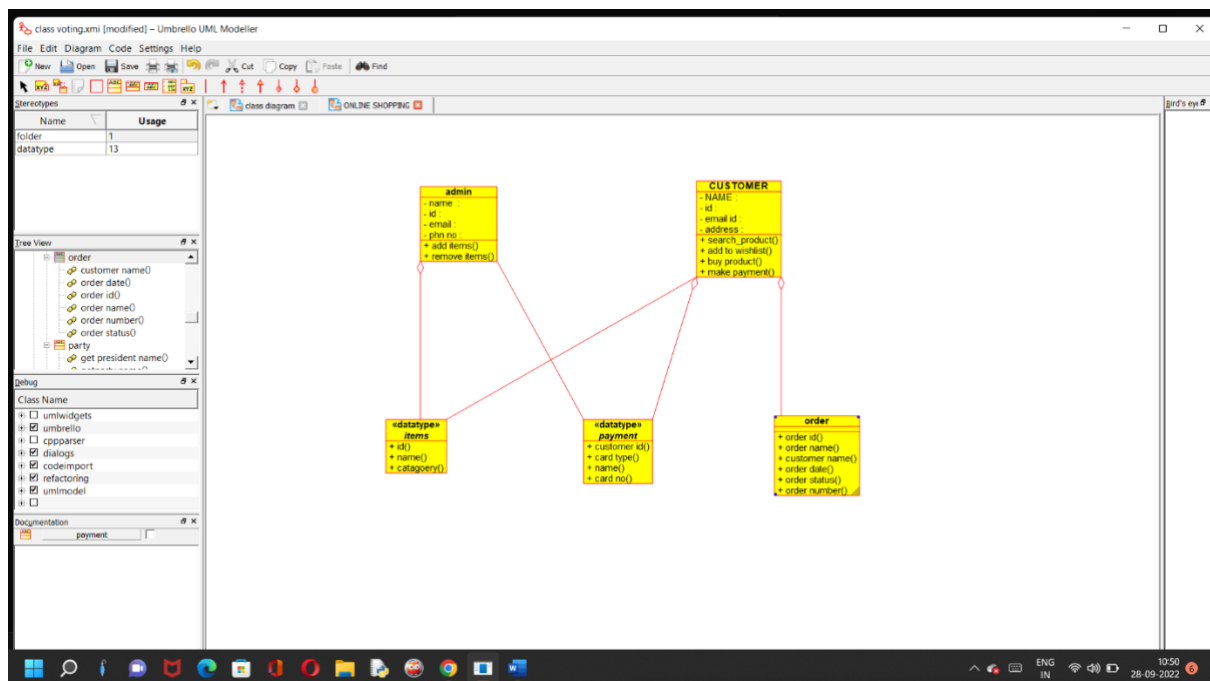 class voting.xmi [modified] – Umbrello UML Modeller
File Edit Diagram Code Settings Help
New Open Save Cut Copy Paste Find
Stereotypes
Name Usage
folder 1
datatype 13
class diagram ONLINE SHOPPING
Bird's eye
Tree View
order
customer name()
order date()
order id()
order name()
order number()
order status()
party
get president name()
Debug
Class Name
umlwidgets
umbrello
cppparser
dialogs
codeimport
refactoring
umlmodel
Documentation
payment
admin
- name :
- id :
- email :
- phn no :
+ add items()
+ remove items()
CUSTOMER
- NAME :
- id :
- email id :
- address :
+ search_product()
+ add to wishlist()
+ buy product()
+ make payment()
«datatype»
items
+ id()
+ name()
+ catagoery()
«datatype»
payment
+ customer id()
+ card type()
+ name()
+ card no()
order
+ order id()
+ order name()
+ customer name()
+ order date()
+ order status()
+ order number()
ENG
IN
10:50
28-09-2022
6